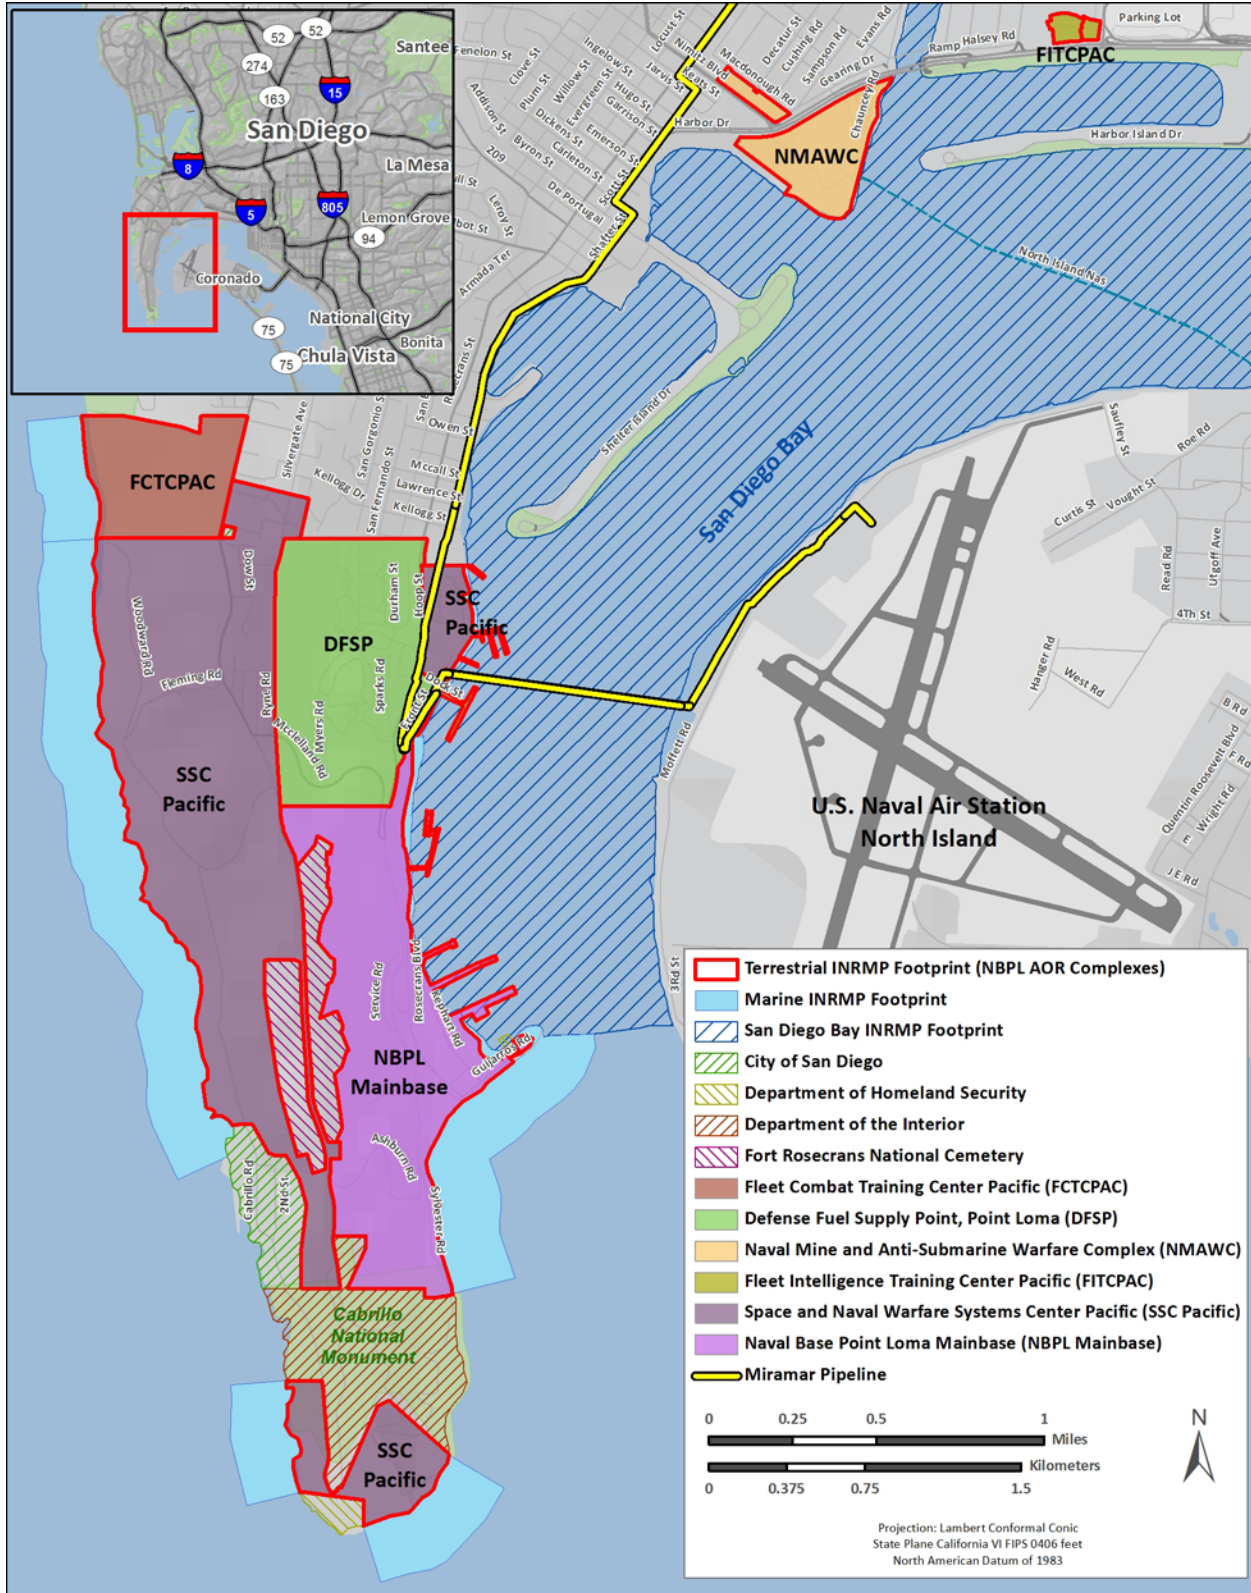 52
52
Santee
274
15
163
San Diego
La Mesa
8
805
5
Lemon Grove
94
Coronado
National City
75
Bonita
75
Chula Vista
Fenelon St
Clove St
Plum St
Willow St
Evergreen St
Ingelow St
Hugo St
Jarvis St
Garrison St
Locust St
Nimitz Blvd
Keats St
Macdonough Rd
Decatur St
Cushing Rd
Sampson Rd
Evans Rd
Gearing Dr
Ramp Halsey Rd
Parking Lot
FITCPAC
Chauncey Rd
Harbor Dr
Harbor Island Dr
NMAWC
Addison St
Dickens St
Emerson St
Carleton St
Byron St
209
De Portugal
Scott St
Shafter St
Leroy St
Armada Ter
North Island Nas
Rosecrans St
Owen St
Shelter Island Dr
San Diego Bay
Silvergate Ave
San Gorgonio St
San Fernando St
Mccall St
Lawrence St
Kellogg St
Kellogg Dr
FCTCPAC
Saufley St
Roe Rd
Vought St
Curtis St
Read Rd
Utgoff Ave
4Th St
Hanger Rd
West Rd
B Rd
F Rd
Quentin Roosevelt Blvd
Wright Rd
E
J E Rd
Dow St
Woodward Rd
Fleming Rd
Rync Rd
Durham St
Hoop St
SSC
Pacific
DFSP
Sparks Rd
Myers Rd
Mcclelland Rd
Dock St
Front St
Moffett Rd
SSC
Pacific
U.S. Naval Air Station
North Island
3Rd St
Service Rd
Rosecrans Blvd
Kephart Rd
Guijarros Rd
NBPL
Mainbase
Ashburn Rd
Sylvester Rd
Cabrillo Rd
2Nd St
Cabrillo
National
Monument
SSC
Pacific
Terrestrial INRMP Footprint (NBPL AOR Complexes)
Marine INRMP Footprint
San Diego Bay INRMP Footprint
City of San Diego
Department of Homeland Security
Department of the Interior
Fort Rosecrans National Cemetery
Fleet Combat Training Center Pacific (FCTCPAC)
Defense Fuel Supply Point, Point Loma (DFSP)
Naval Mine and Anti-Submarine Warfare Complex (NMAWC)
Fleet Intelligence Training Center Pacific (FITCPAC)
Space and Naval Warfare Systems Center Pacific (SSC Pacific)
Naval Base Point Loma Mainbase (NBPL Mainbase)
Miramar Pipeline
0 0.25 0.5 1
Miles
Kilometers
0 0.375 0.75 1.5
N
Projection: Lambert Conformal Conic
State Plane California VI FIPS 0406 feet
North American Datum of 1983